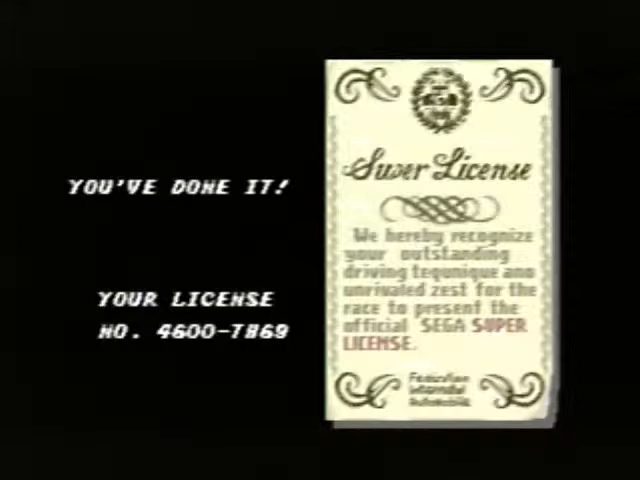 YOU'VE DONE IT!
YOUR LICENSE
NO. 4600-7869
Super License
We hereby recognize
your outstanding
driving tequnique and
unrivaled zest for the
race to present the
official SEGA SUPER
LICENSE.